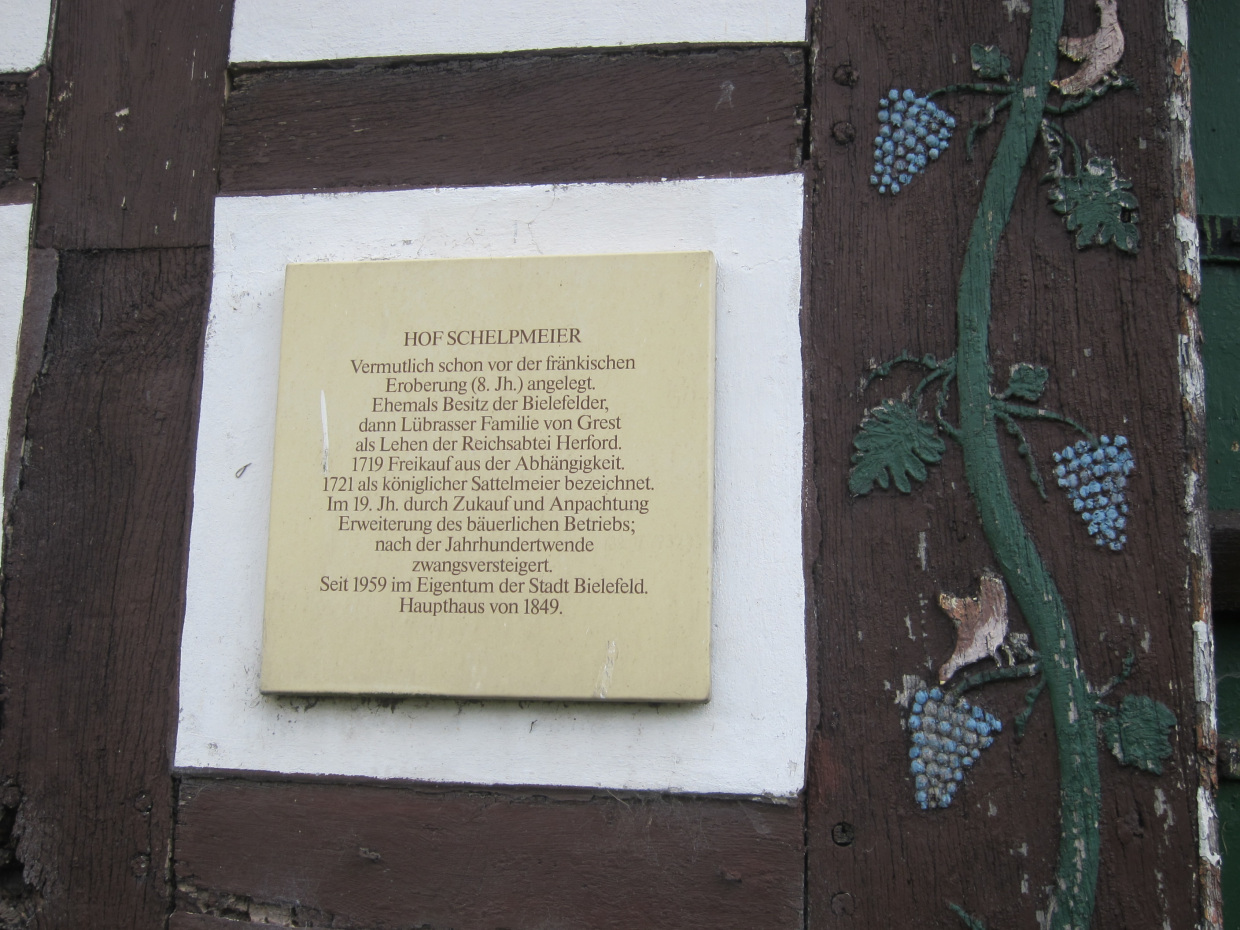 HOF SCHELPMEIER
Vermutlich schon vor der fränkischen
Eroberung (8. Jh.) angelegt.
Ehemals Besitz der Bielefelder,
dann Lübrasser Familie von Grest
als Lehen der Reichsabtei Herford.
1719 Freikauf aus der Abhängigkeit.
1721 als königlicher Sattelmeier bezeichnet.
Im 19. Jh. durch Zukauf und Anpachtung
Erweiterung des bäuerlichen Betriebs;
nach der Jahrhundertwende
zwangsversteigert.
Seit 1959 im Eigentum der Stadt Bielefeld.
Haupthaus von 1849.